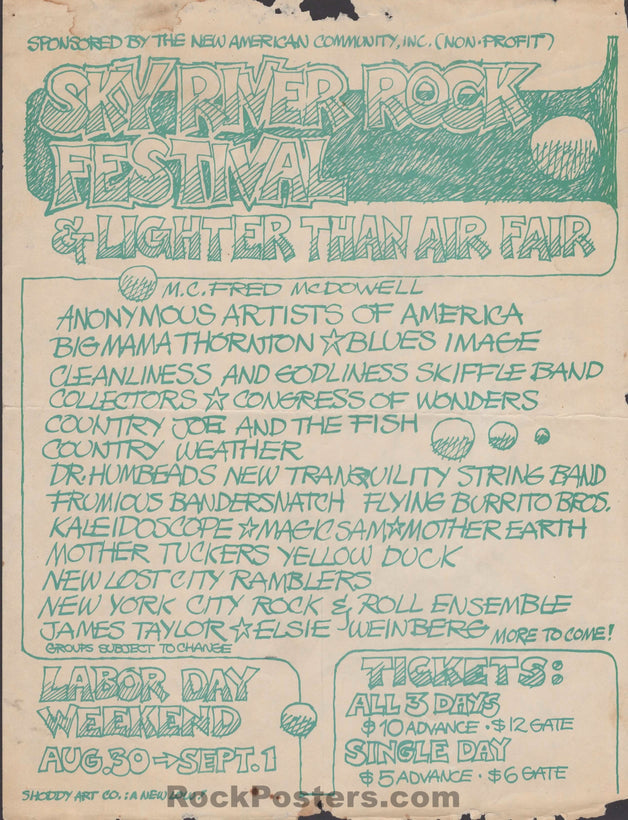 SPONSORED BY THE NEW AMERICAN COMMUNITY, INC. (NON-PROFIT)
SKY RIVER ROCK
FESTIVAL
& LIGHTER THAN AIR FAIR
M.C. FRED McDOWELL
ANONYMOUS ARTISTS OF AMERICA
BIG MAMA THORNTON ☆ BLUES IMAGE
CLEANLINESS AND GODLINESS SKIFFLE BAND
COLLECTORS ☆ CONGRESS OF WONDERS
COUNTRY JOE AND THE FISH
COUNTRY WEATHER
DR. HUMBEADS NEW TRANQUILITY STRING BAND
FRUMIOUS BANDERSNATCH FLYING BURRITO BROS.
KALEIDOSCOPE ☆ MAGIC SAM ☆ MOTHER EARTH
MOTHER TUCKERS YELLOW DUCK
NEW LOST CITY RAMBLERS
NEW YORK CITY ROCK & ROLL ENSEMBLE
JAMES TAYLOR ☆ ELSIE WEINBERG MORE TO COME!
GROUPS SUBJECT TO CHANGE
LABOR DAY
WEEKEND
AUG. 30 → SEPT. 1
TICKETS:
ALL 3 DAYS
$10 ADVANCE · $12 GATE
SINGLE DAY
$5 ADVANCE · $6 GATE
SHODDY ART CO.: A NEW
RockPosters.com